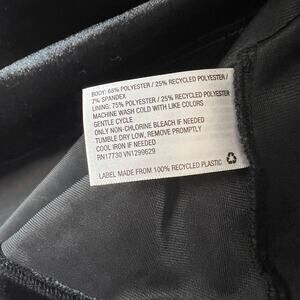 BODY: 68% POLYESTER / 25% RECYCLED POLYESTER /
7% SPANDEX
LINING: 75% POLYESTER / 25% RECYCLED POLYESTER
MACHINE WASH COLD WITH LIKE COLORS
GENTLE CYCLE
ONLY NON-CHLORINE BLEACH IF NEEDED
TUMBLE DRY LOW, REMOVE PROMPTLY
COOL IRON IF NEEDED
RN17730 VN1299629
LABEL MADE FROM 100% RECYCLED PLASTIC